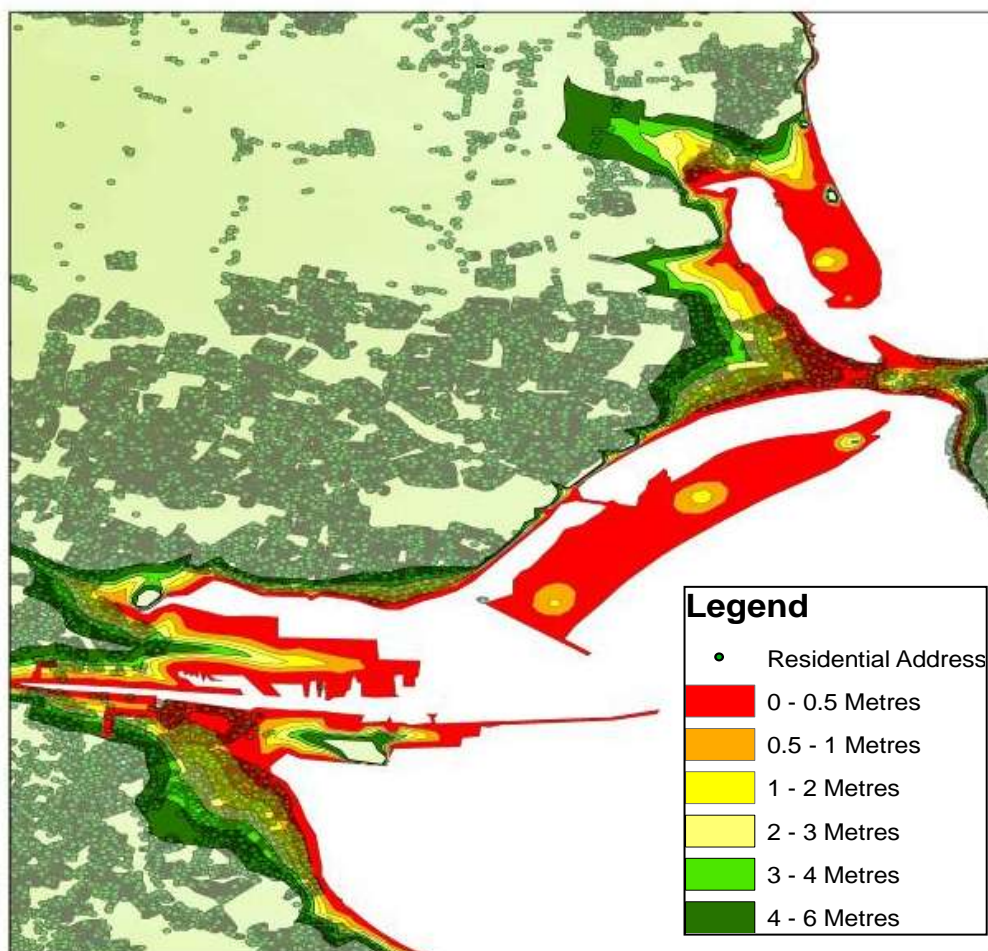 Legend
Residential Address
0 - 0.5 Metres
0.5 - 1 Metres
1 - 2 Metres
2 - 3 Metres
3 - 4 Metres
4 - 6 Metres